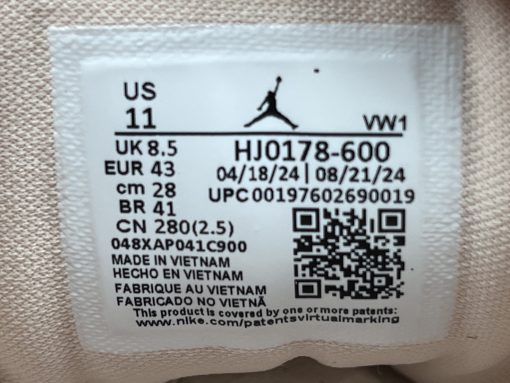 US
11
VW1
UK 8.5
EUR 43
cm 28
BR 41
CN 280(2.5)
HJ0178-600
04/18/24 | 08/21/24
UPC 00197602690019
048XAP041C900
MADE IN VIETNAM
HECHO EN VIETNAM
FABRIQUE AU VIETNAM
FABRICADO NO VIETNÃ
This product is covered by one or more patents:
www.nike.com/patentsvirtualmarking